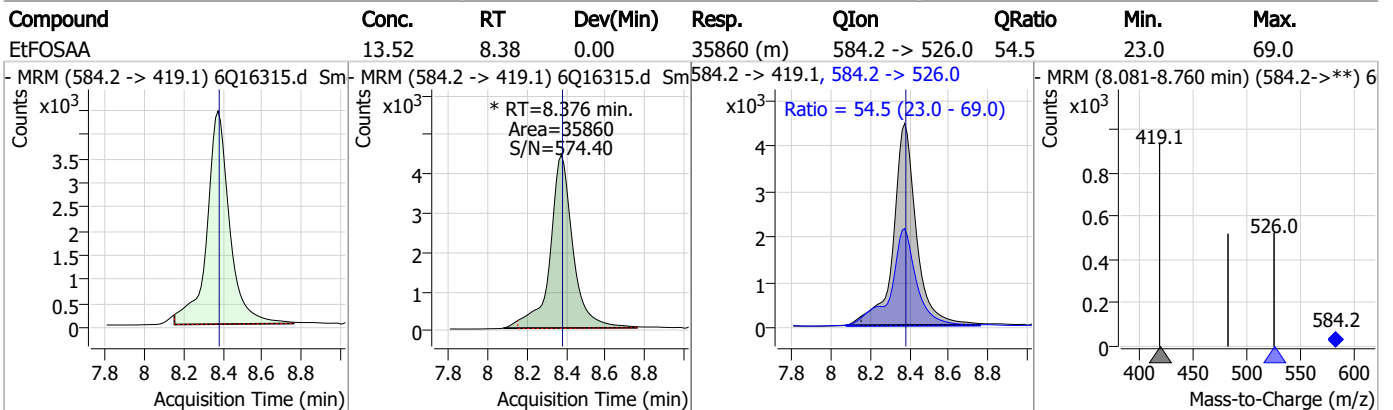 Compound Conc. RT Dev(Min) Resp. QIon QRatio Min. Max.
EtFOSAA 13.52 8.38 0.00 35860 (m) 584.2 -> 526.0 54.5 23.0 69.0
- MRM (584.2 -> 419.1) 6Q16315.d Sm
Counts
x10³
3.5
3
2.5
2
1.5
1
0.5
0
7.8 8 8.2 8.4 8.6 8.8
Acquisition Time (min)
- MRM (584.2 -> 419.1) 6Q16315.d Sm
Counts
x10³
* RT=8.376 min.
Area=35860
S/N=574.40
4
3
2
1
0
7.8 8 8.2 8.4 8.6 8.8
Acquisition Time (min)
584.2 -> 419.1, 584.2 -> 526.0
Counts
x10³
Ratio = 54.5 (23.0 - 69.0)
4
3
2
1
0
7.8 8 8.2 8.4 8.6 8.8
Acquisition Time (min)
- MRM (8.081-8.760 min) (584.2->**) 6
Counts
x10³
419.1
0.8
0.6
526.0
0.4
0.2
584.2
0
400 450 500 550 600
Mass-to-Charge (m/z)